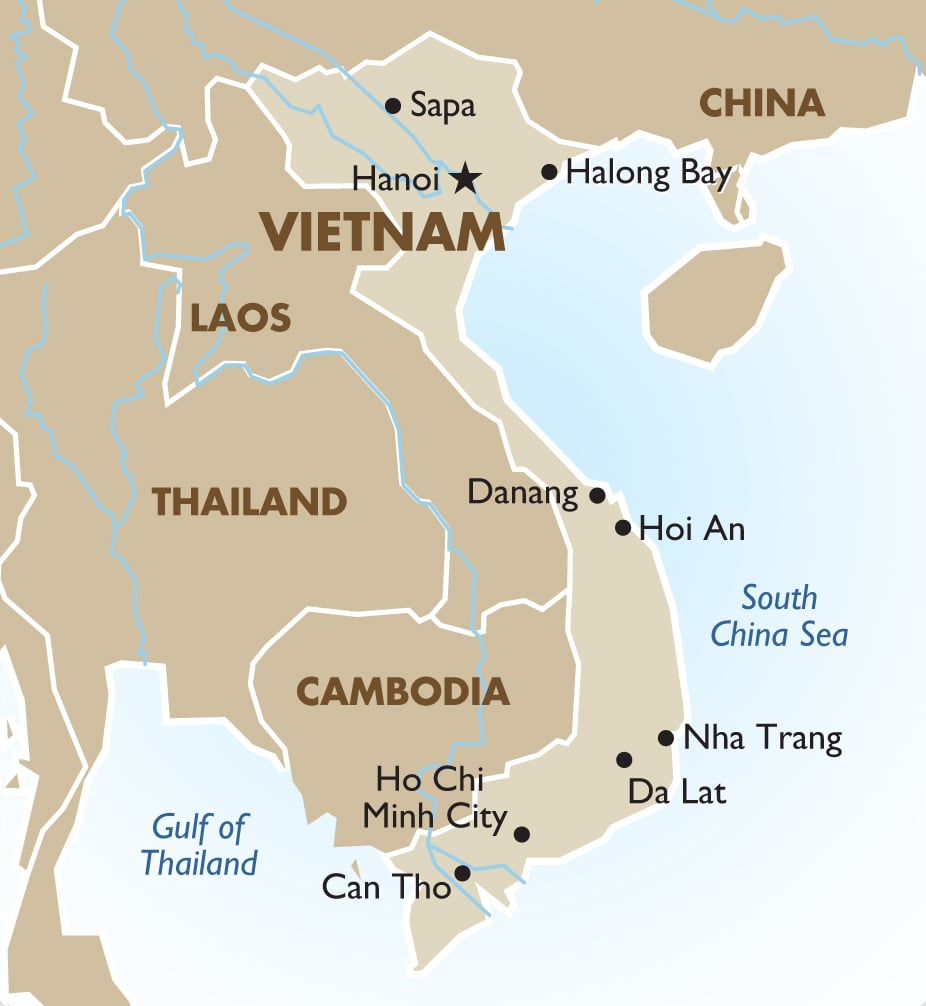 CHINA
Sapa
Halong Bay
Hanoi
VIETNAM
LAOS
THAILAND
Danang
Hoi An
South
China Sea
CAMBODIA
Nha Trang
Da Lat
Ho Chi
Minh City
Gulf of
Thailand
Can Tho